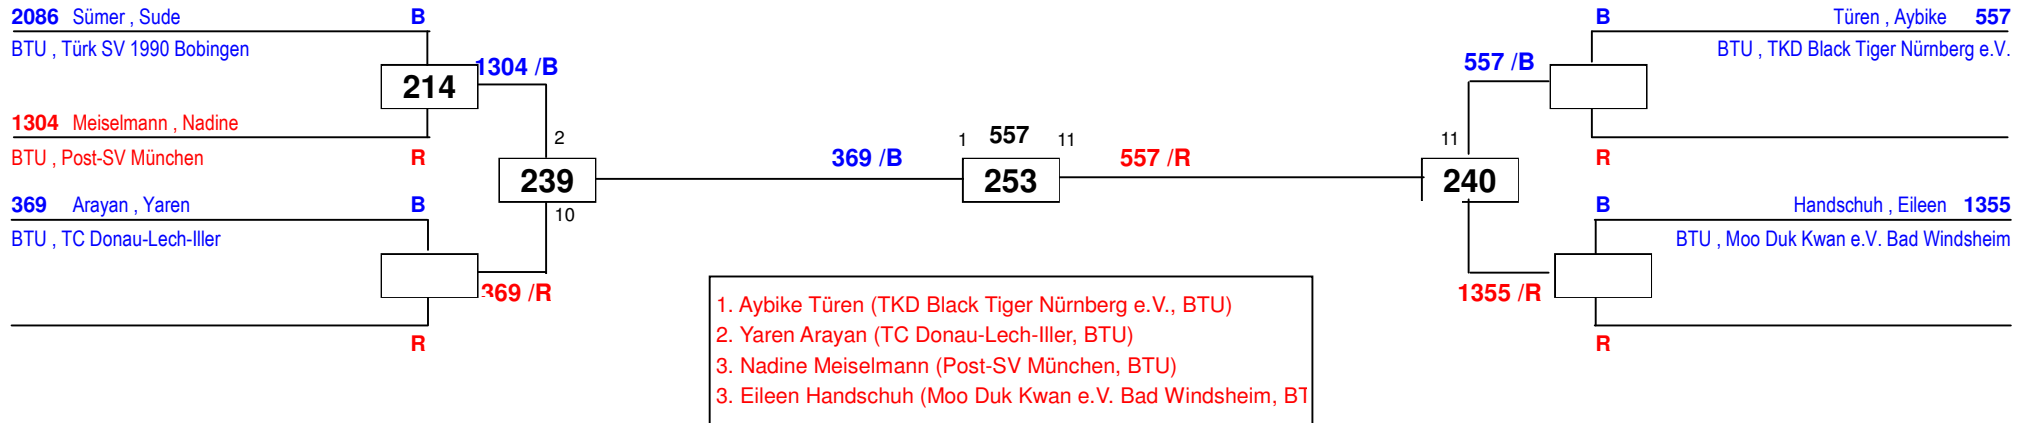 2086 Sümer , Sude B
BTU , Türk SV 1990 Bobingen
214
1304 /B
1304 Meiselmann , Nadine
BTU , Post-SV München R
2
239
10
369 Arayan , Yaren B
BTU , TC Donau-Lech-Iller
369 /R
R
369 /B
1 557 11
253
557 /R
B Türen , Aybike 557
BTU , TKD Black Tiger Nürnberg e.V.
557 /B
R
11
240
B Handschuh , Eileen 1355
BTU , Moo Duk Kwan e.V. Bad Windsheim
1355 /R
R
1. Aybike Türen (TKD Black Tiger Nürnberg e.V., BTU)
2. Yaren Arayan (TC Donau-Lech-Iller, BTU)
3. Nadine Meiselmann (Post-SV München, BTU)
3. Eileen Handschuh (Moo Duk Kwan e.V. Bad Windsheim, BT